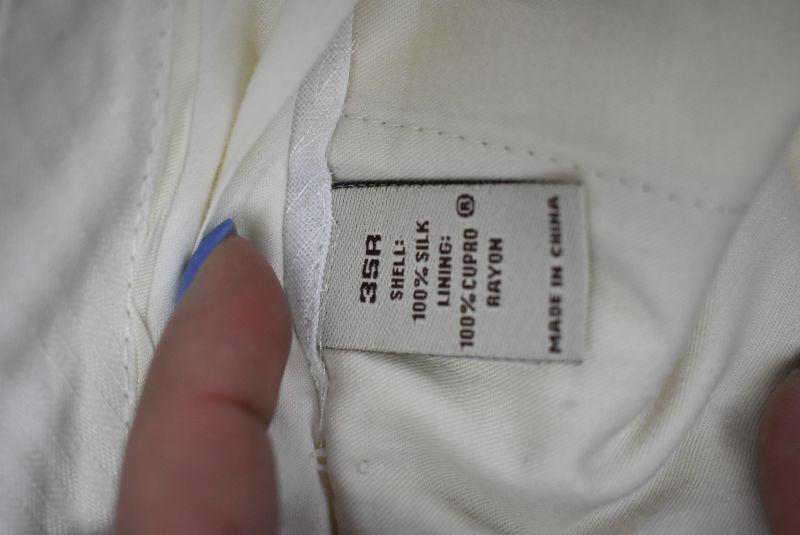 35R
SHELL:
100% SILK
LINING:
100% CUPRO ®
RAYON
MADE IN CHINA